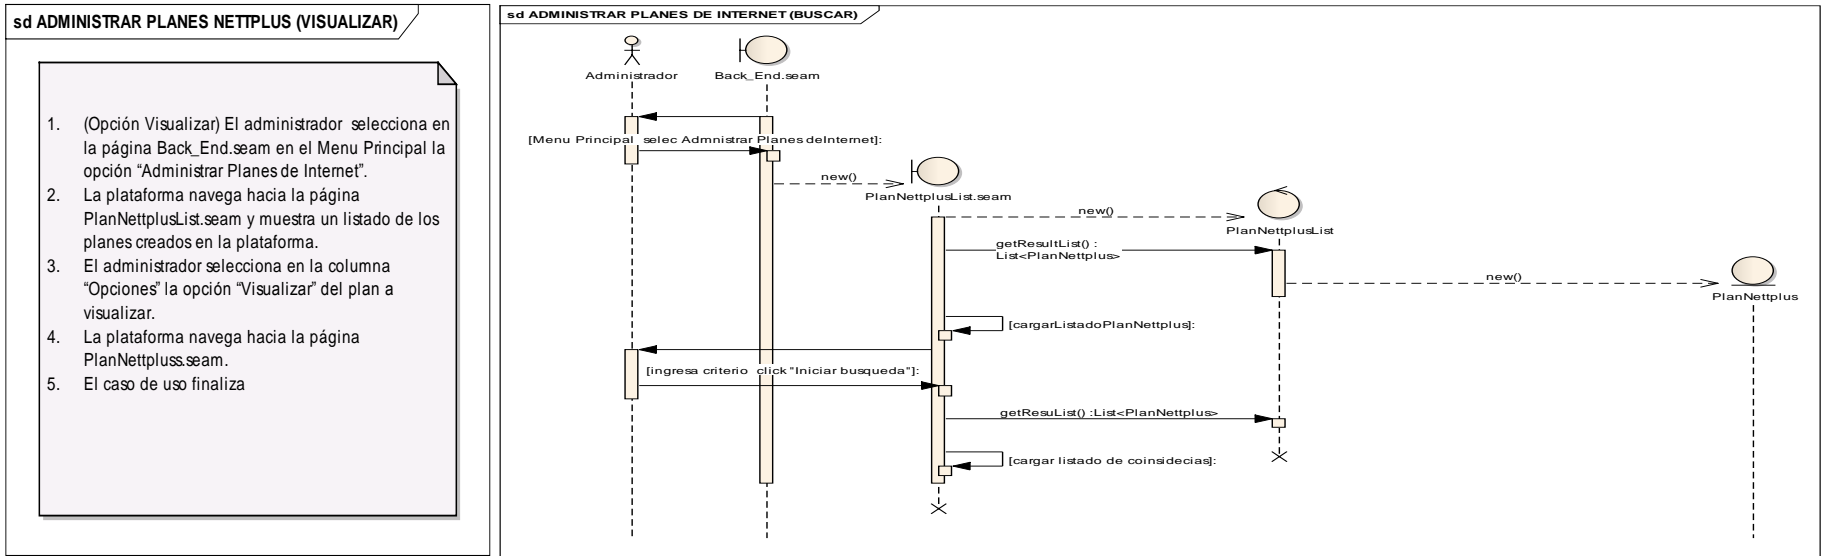 sd ADMINISTRAR PLANES NETTPLUS (VISUALIZAR)
1. (Opción Visualizar) El administrador selecciona en
la página Back_End.seam en el Menu Principal la
opción “Administrar Planes de Internet”.
2. La plataforma navega hacia la página
PlanNettplusList.seam y muestra un listado de los
planes creados en la plataforma.
3. El administrador selecciona en la columna
“Opciones” la opción “Visualizar” del plan a
visualizar.
4. La plataforma navega hacia la página
PlanNettpluss.seam.
5. El caso de uso finaliza
sd ADMINISTRAR PLANES DE INTERNET (BUSCAR)
Administrador
Back_End.seam
[Menu Principal selec Admnistrar Planes deInternet]:
new()
PlanNettplusList.seam
new()
PlanNettplusList
getResultList() :
List<PlanNettplus>
new()
PlanNettplus
[cargarListadoPlanNettplus]:
[ingresa criterio click "Iniciar busqueda"]:
getResuList() :List<PlanNettplus>
[cargar listado de coinsidecias]: